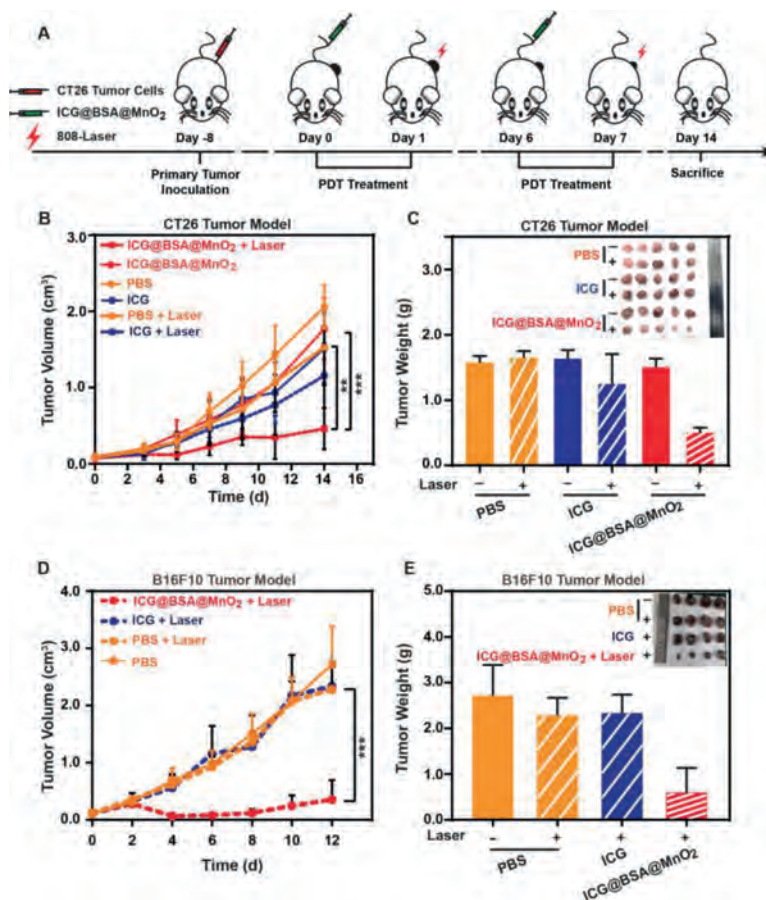 A
CT26 Tumor Cells
ICG@BSA@MnO₂
808-Laser
Day -8
Day 0
Day 1
Day 6
Day 7
Day 14
Primary Tumor
Inoculation
PDT Treatment
PDT Treatment
Sacrifice
B
CT26 Tumor Model
3.0
2.0
1.0
0.0
Tumor Volume (cm³)
ICG@BSA@MnO₂ + Laser
ICG@BSA@MnO₂
PBS
ICG
PBS + Laser
ICG + Laser
**
***
0 2 4 6 8 10 12 14 16
Time (d)
C
CT26 Tumor Model
3.0
2.0
1.0
0.0
Tumor Weight (g)
PBS
−
+
ICG
−
+
ICG@BSA@MnO₂
−
+
Laser − + − + − +
PBS
ICG
ICG@BSA@MnO₂
D
B16F10 Tumor Model
4.0
3.0
2.0
1.0
0.0
Tumor Volume (cm³)
ICG@BSA@MnO₂ + Laser
ICG + Laser
PBS + Laser
PBS
***
0 2 4 6 8 10 12
Time (d)
E
B16F10 Tumor Model
5.0
4.0
3.0
2.0
1.0
0.0
Tumor Weight (g)
PBS
−
+
ICG +
ICG@BSA@MnO₂ + Laser +
Laser - + + +
PBS
ICG
ICG@BSA@MnO₂